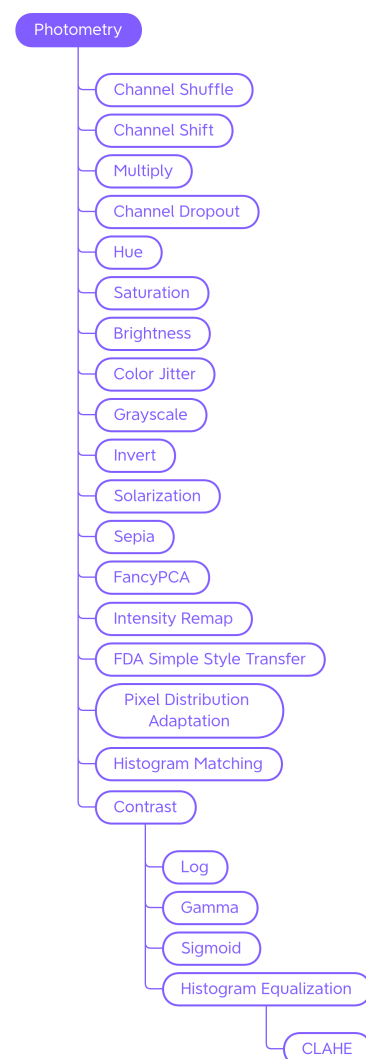 Photometry
Channel Shuffle
Channel Shift
Multiply
Channel Dropout
Hue
Saturation
Brightness
Color Jitter
Grayscale
Invert
Solarization
Sepia
FancyPCA
Intensity Remap
FDA Simple Style Transfer
Pixel Distribution
Adaptation
Histogram Matching
Contrast
Log
Gamma
Sigmoid
Histogram Equalization
CLAHE